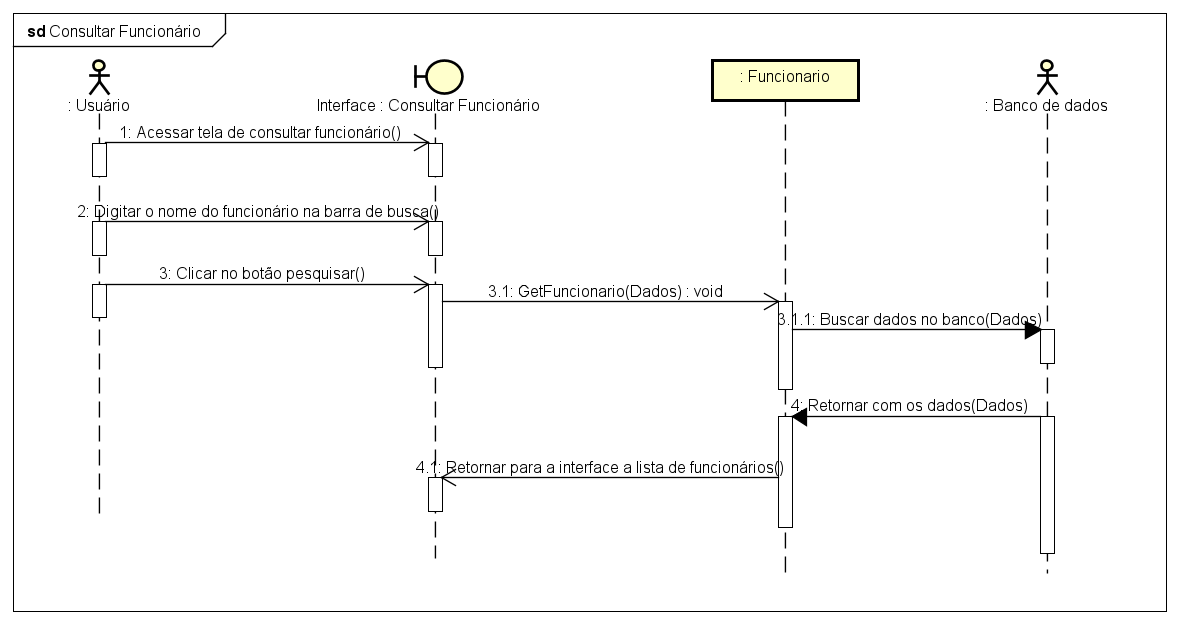 sd Consultar Funcionário
: Usuário
Interface : Consultar Funcionário
: Funcionario
: Banco de dados
1: Acessar tela de consultar funcionário()
2: Digitar o nome do funcionário na barra de busca()
3: Clicar no botão pesquisar()
3.1: GetFuncionario(Dados) : void
3.1.1: Buscar dados no banco(Dados)
4: Retornar com os dados(Dados)
4.1: Retornar para a interface a lista de funcionários()